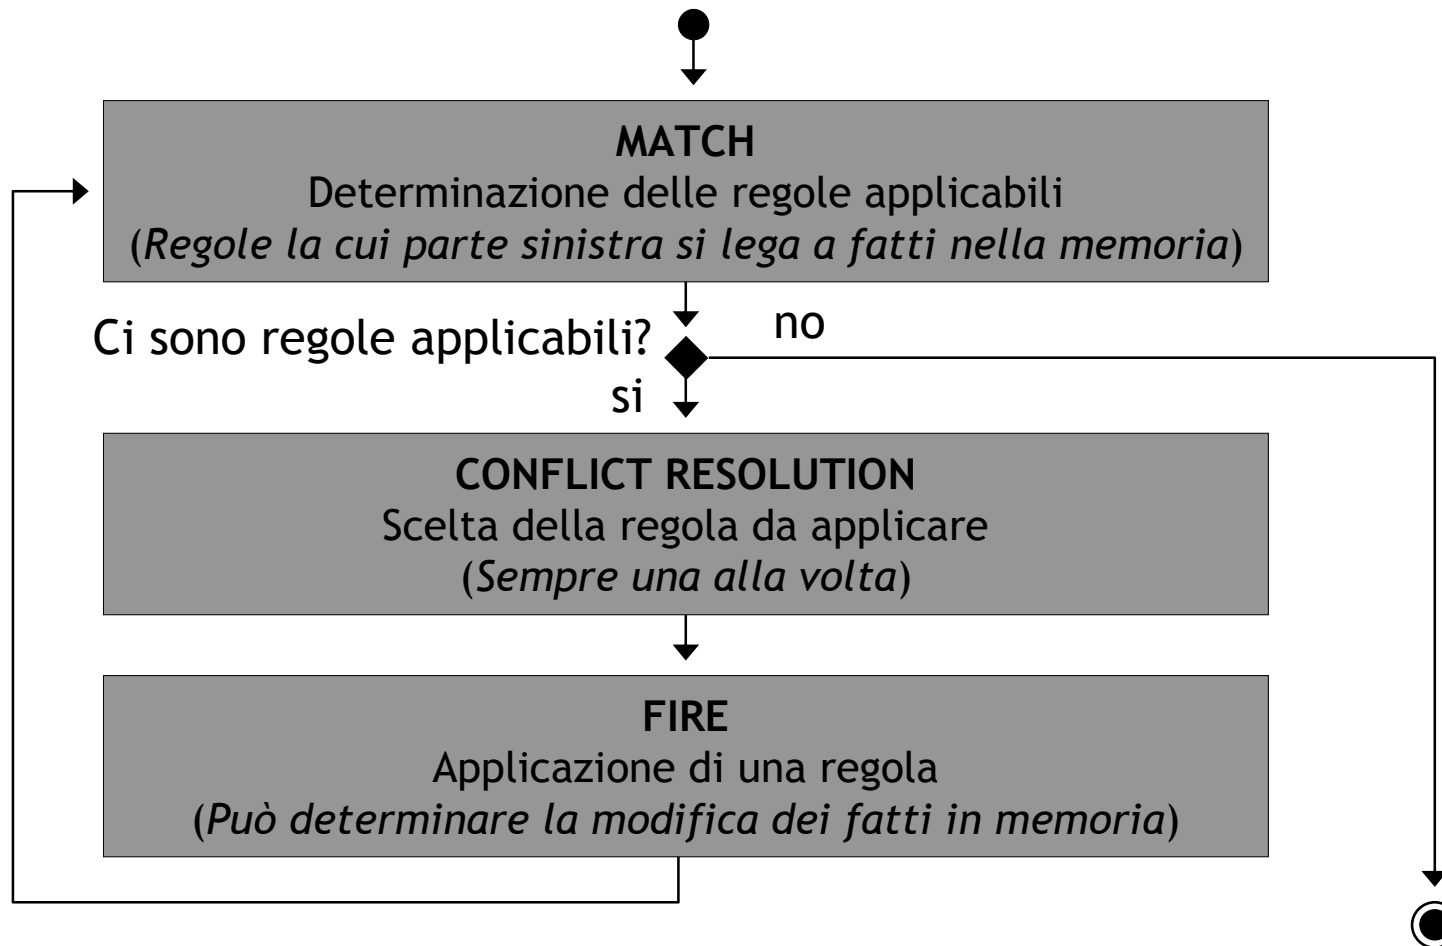 MATCH
Determinazione delle regole applicabili
(Regole la cui parte sinistra si lega a fatti nella memoria)
Ci sono regole applicabili?
no
si
CONFLICT RESOLUTION
Scelta della regola da applicare
(Sempre una alla volta)
FIRE
Applicazione di una regola
(Può determinare la modifica dei fatti in memoria)